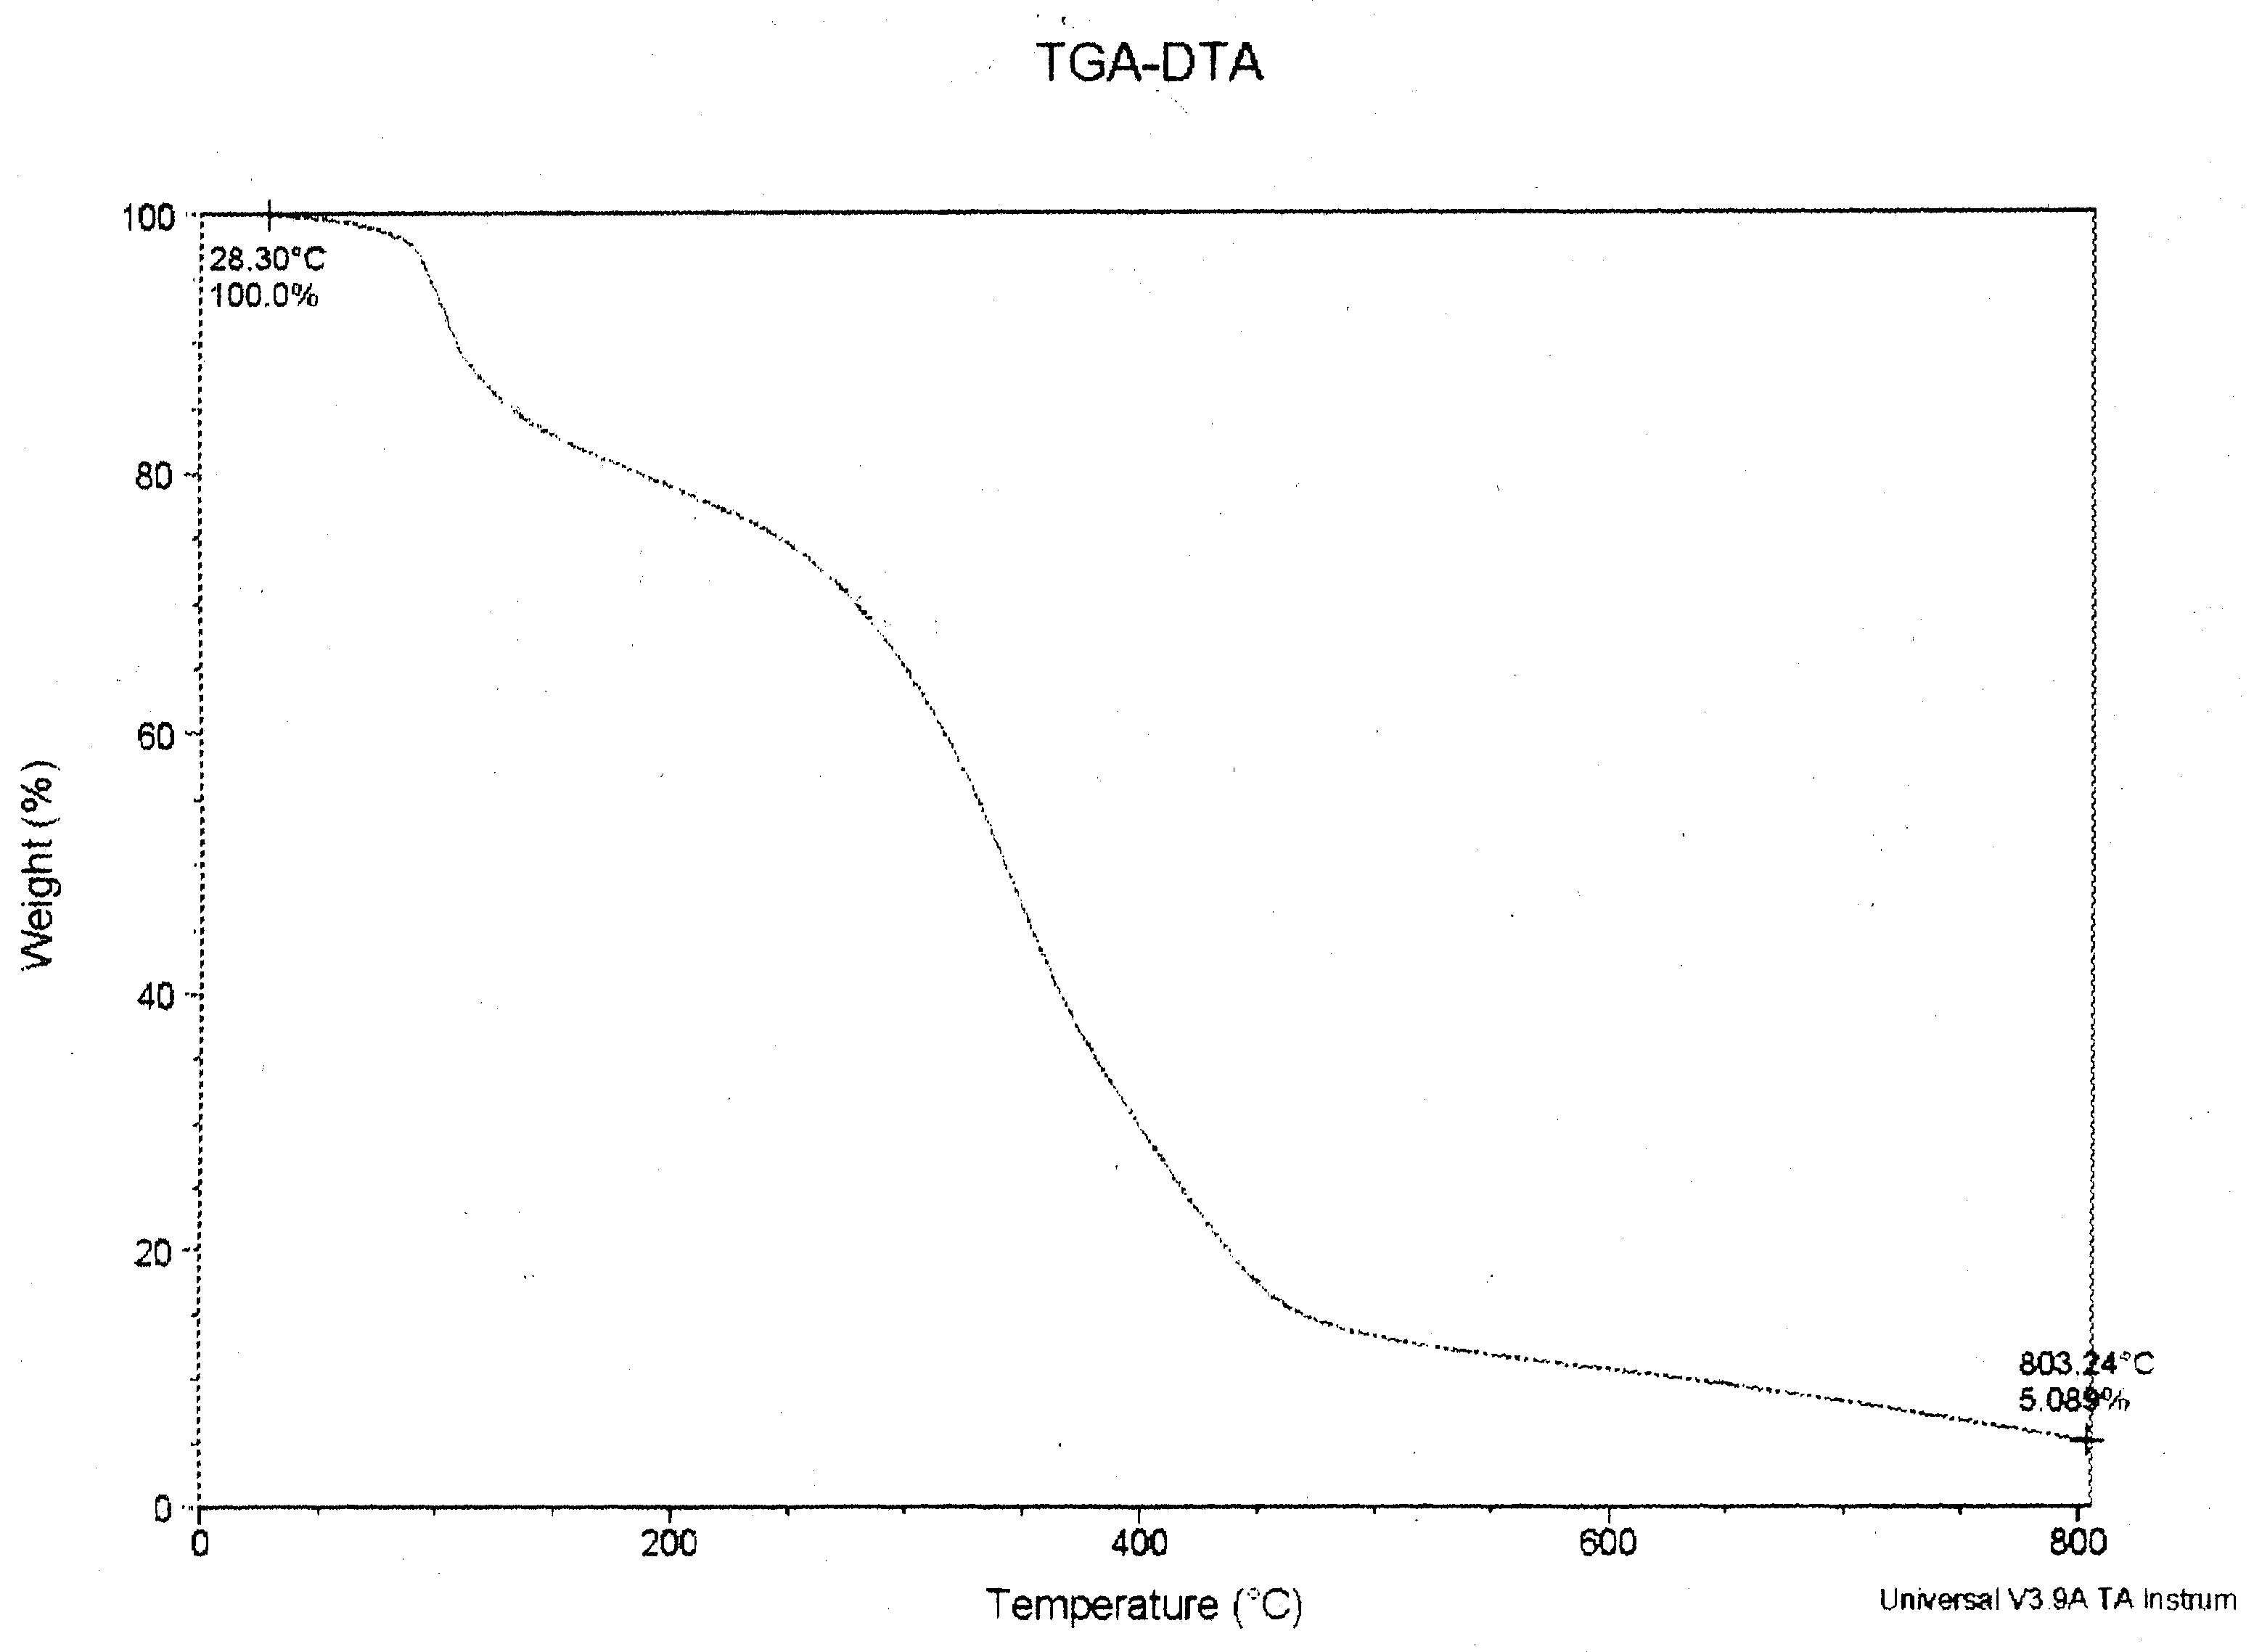 TGA-DTA
100
28.30°C
100.0%
80
60
Weight (%)
40
20
803.24°C
5.089%
0
0 200 400 600 800
Temperature (°C)
Universal V3.9A TA Instrum